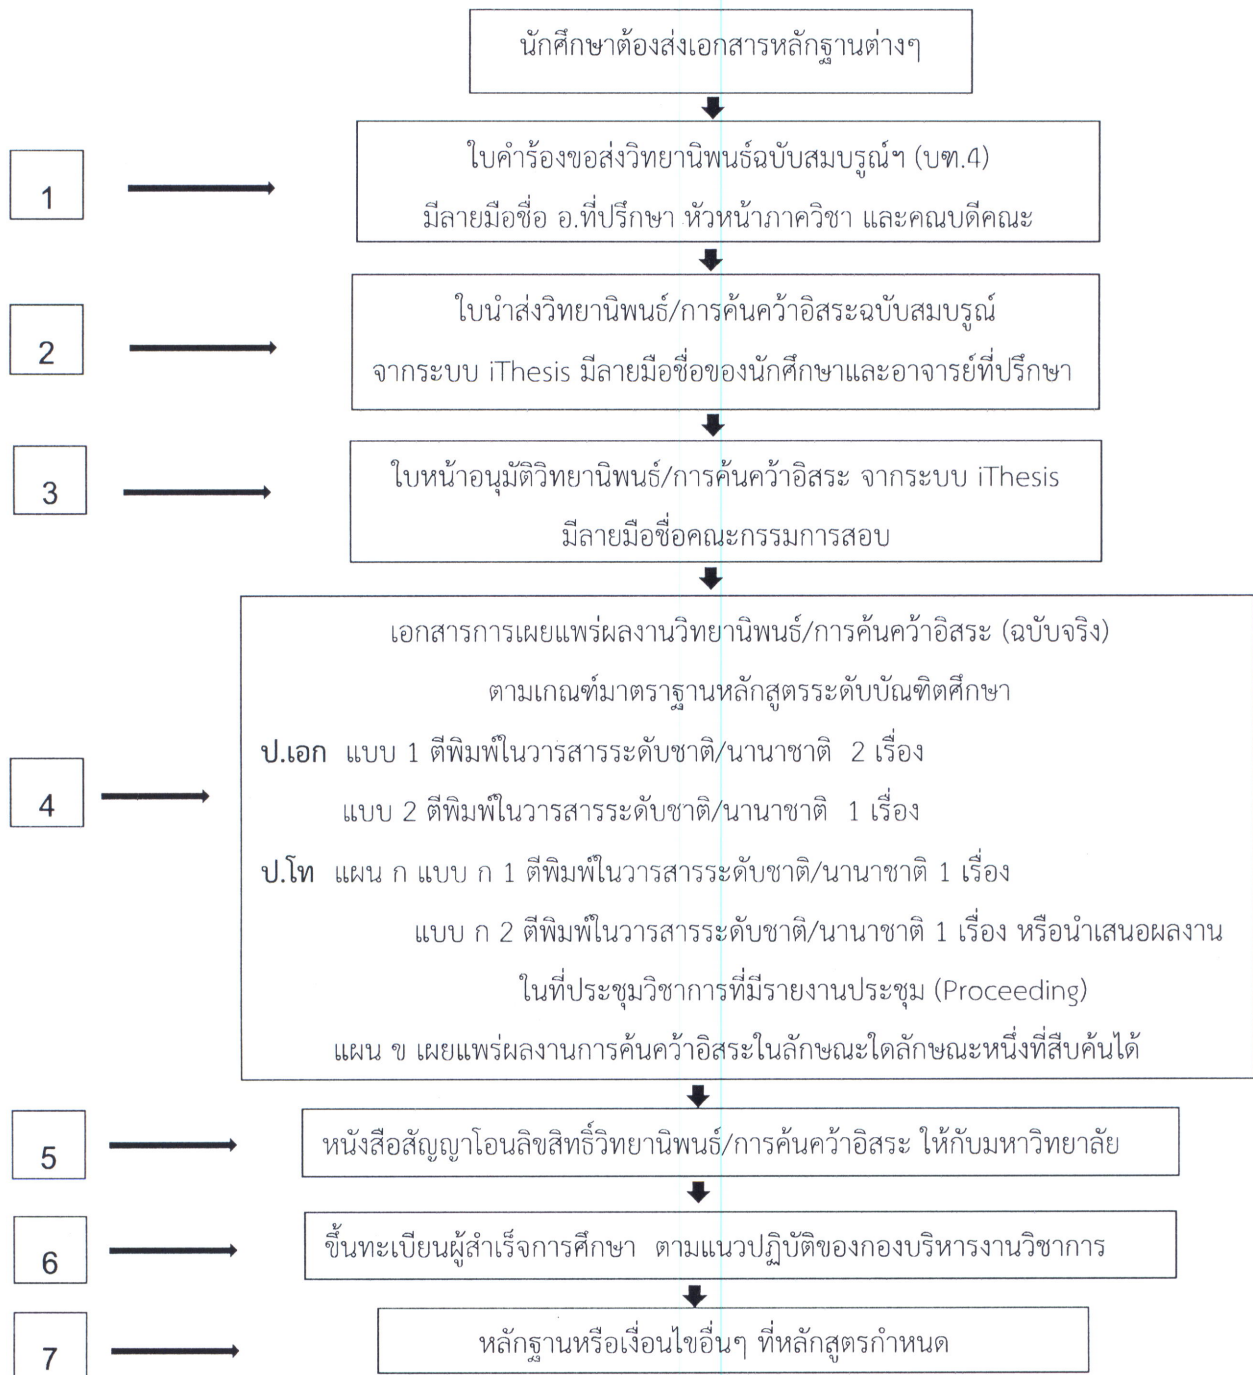 นักศึกษาต้องส่งเอกสารหลักฐานต่างๆ
1
ใบคำร้องขอส่งวิทยานิพนธ์ฉบับสมบรูณ์ฯ (บฑ.4)
มีลายมือชื่อ อ.ที่ปรึกษา หัวหน้าภาควิชา และคณบดีคณะ
2
ใบนำส่งวิทยานิพนธ์/การค้นคว้าอิสระฉบับสมบรูณ์
จากระบบ iThesis มีลายมือชื่อของนักศึกษาและอาจารย์ที่ปรึกษา
3
ใบหน้าอนุมัติวิทยานิพนธ์/การค้นคว้าอิสระ จากระบบ iThesis
มีลายมือชื่อคณะกรรมการสอบ
4
เอกสารการเผยแพร่ผลงานวิทยานิพนธ์/การค้นคว้าอิสระ (ฉบับจริง)
ตามเกณฑ์มาตราฐานหลักสูตรระดับบัณฑิตศึกษา
ป.เอก แบบ 1 ตีพิมพ์ในวารสารระดับชาติ/นานาชาติ 2 เรื่อง
แบบ 2 ตีพิมพ์ในวารสารระดับชาติ/นานาชาติ 1 เรื่อง
ป.โท แผน ก แบบ ก 1 ตีพิมพ์ในวารสารระดับชาติ/นานาชาติ 1 เรื่อง
แบบ ก 2 ตีพิมพ์ในวารสารระดับชาติ/นานาชาติ 1 เรื่อง หรือนำเสนอผลงาน
ในที่ประชุมวิชาการที่มีรายงานประชุม (Proceeding)
แผน ข เผยแพร่ผลงานการค้นคว้าอิสระในลักษณะใดลักษณะหนึ่งที่สืบค้นได้
5
หนังสือสัญญาโอนลิขสิทธิ์วิทยานิพนธ์/การค้นคว้าอิสระ ให้กับมหาวิทยาลัย
6
ขึ้นทะเบียนผู้สำเร็จการศึกษา ตามแนวปฏิบัติของกองบริหารงานวิชาการ
7
หลักฐานหรือเงื่อนไขอื่นๆ ที่หลักสูตรกำหนด